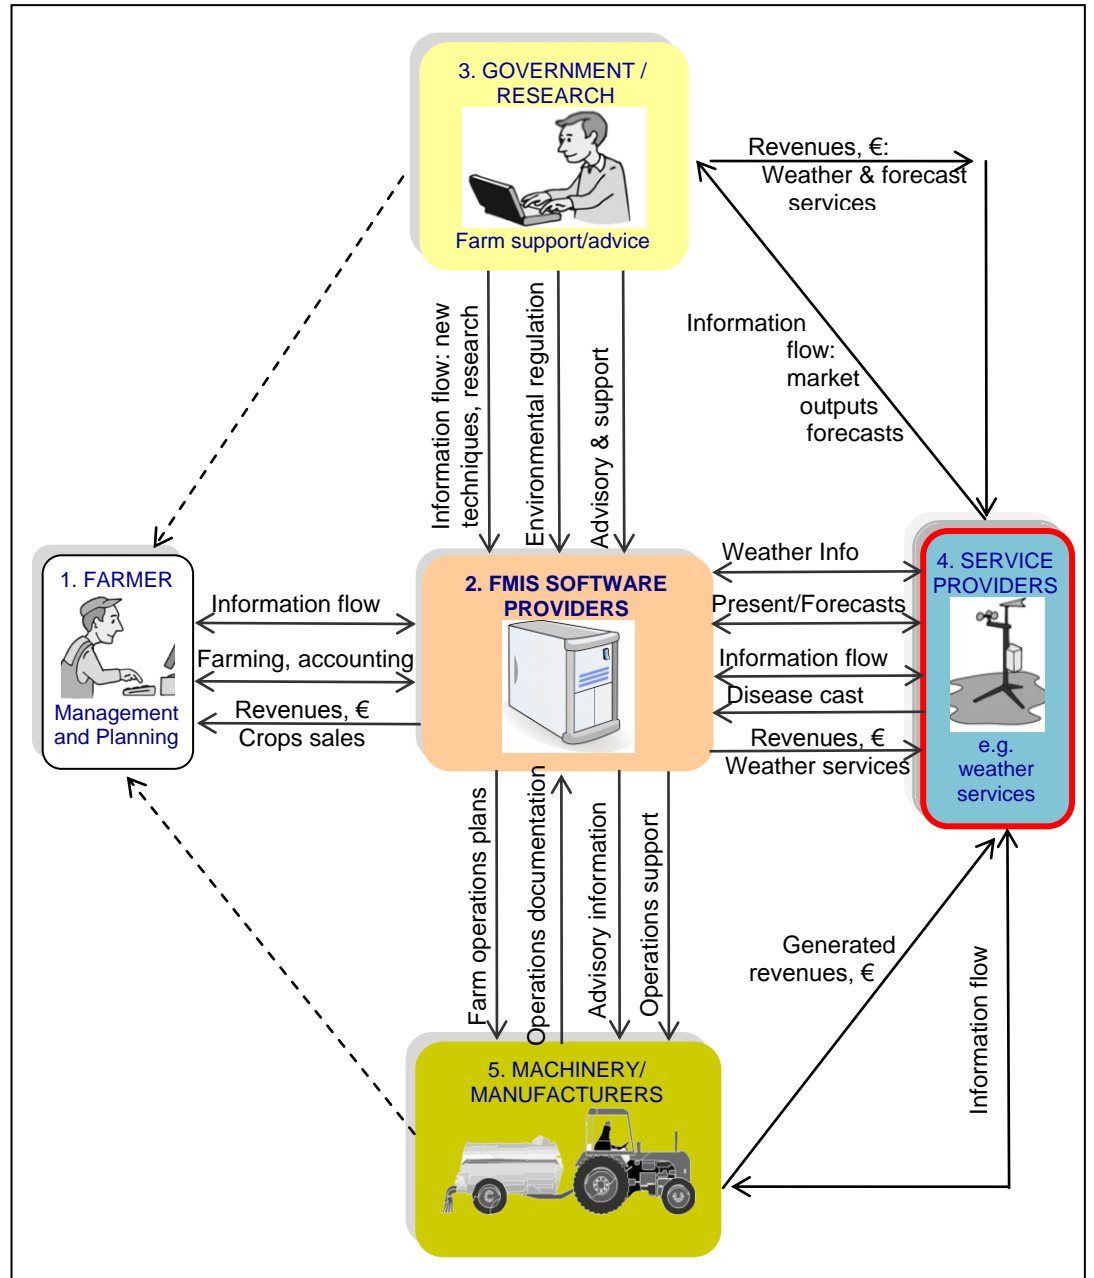 3. GOVERNMENT /
RESEARCH
Farm support/advice
Revenues, €:
Weather & forecast
services
Information
flow:
market
outputs
forecasts
Information flow: new
techniques, research
Environmental regulation
Advisory & support
1. FARMER
Management
and Planning
Information flow
Farming, accounting
Revenues, €
Crops sales
2. FMIS SOFTWARE
PROVIDERS
Weather Info
Present/Forecasts
Information flow
Disease cast
Revenues, €
Weather services
4. SERVICE
PROVIDERS
e.g.
weather
services
Farm operations plans
Operations documentation
Advisory information
Operations support
Generated
revenues, €
Information flow
5. MACHINERY/
MANUFACTURERS